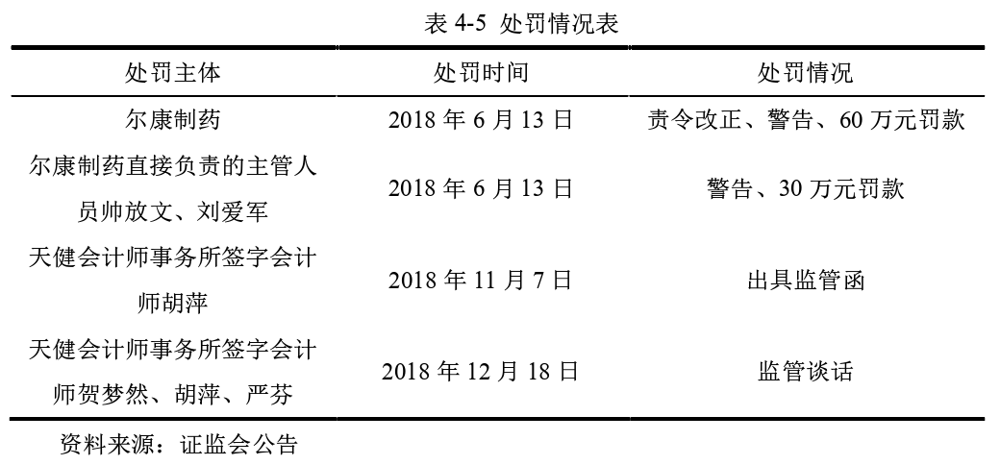 表 4-5 处罚情况表
处罚主体 处罚时间 处罚情况
尔康制药 2018 年 6 月 13 日 责令改正、警告、60 万元罚款
尔康制药直接负责的主管人
员帅放文、刘爱军 2018 年 6 月 13 日 警告、30 万元罚款
天健会计师事务所签字会计
师胡萍 2018 年 11 月 7 日 出具监管函
天健会计师事务所签字会计
师贺梦然、胡萍、严芬 2018 年 12 月 18 日 监管谈话
资料来源：证监会公告